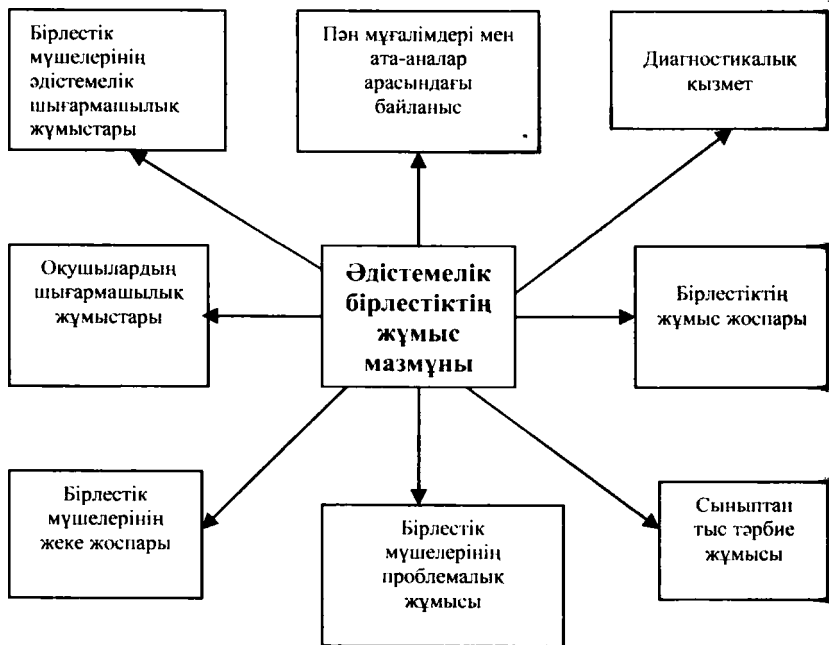 Бірлестік
мүшелерінің
әдістемелік
шығармашылық
жұмыстары
Пән мұғалімдері мен
ата-аналар
арасындағы
байланыс
Диагностикалық
қызмет
Оқушылардың
шығармашылық
жұмыстары
Әдістемелік
бірлестіктің
жұмыс
мазмұны
Бірлестіктің
жұмыс жоспары
Бірлестік
мүшелерінің
жеке жоспары
Бірлестік
мүшелерінің
проблемалық
жұмысы
Сыныптан
тыс тәрбие
жұмысы